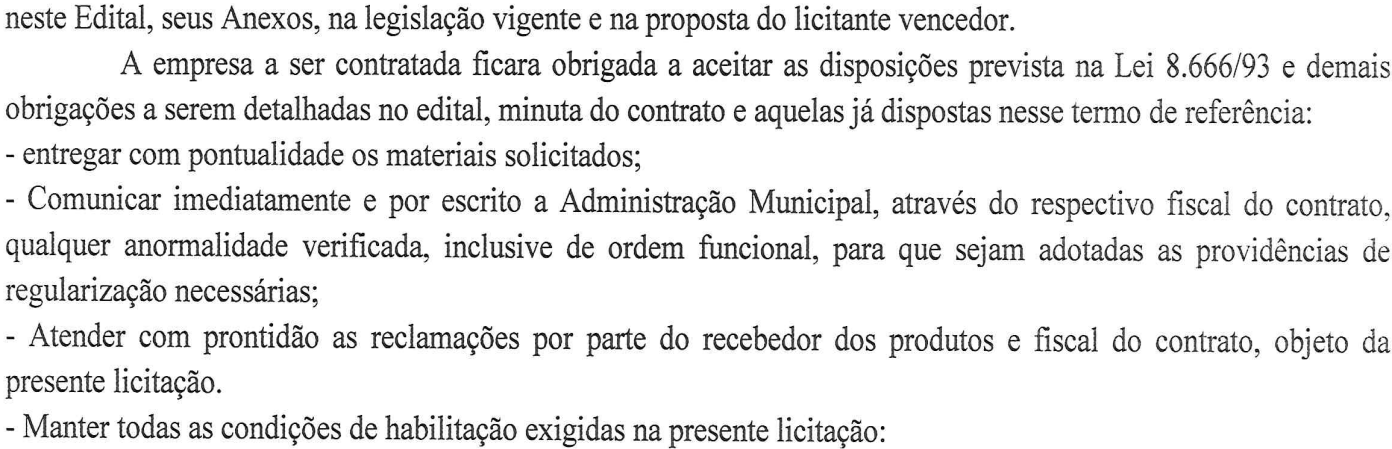 neste Edital, seus Anexos, na legislação vigente e na proposta do licitante vencedor.
A empresa a ser contratada ficara obrigada a aceitar as disposições prevista na Lei 8.666/93 e demais
obrigações a serem detalhadas no edital, minuta do contrato e aquelas já dispostas nesse termo de referência:
- entregar com pontualidade os materiais solicitados;
- Comunicar imediatamente e por escrito a Administração Municipal, através do respectivo fiscal do contrato,
qualquer anormalidade verificada, inclusive de ordem funcional, para que sejam adotadas as providências de
regularização necessárias;
- Atender com prontidão as reclamações por parte do recebedor dos produtos e fiscal do contrato, objeto da
presente licitação.
- Manter todas as condições de habilitação exigidas na presente licitação: